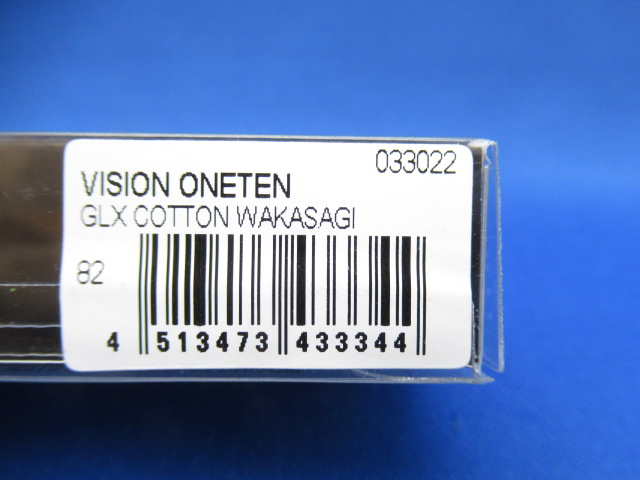 033022
VISION ONETEN
GLX COTTON WAKASAGI
82
4 513473 433344